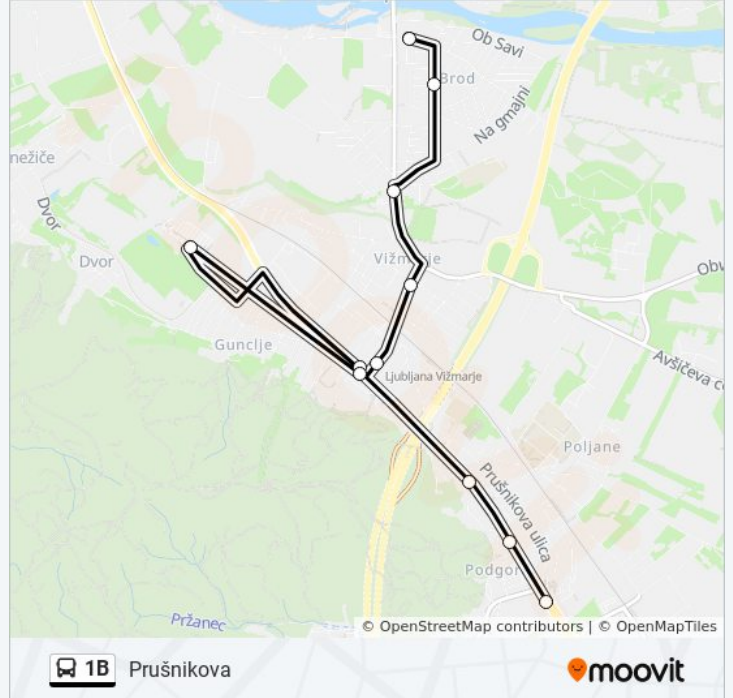 Ob Savi
Brod
Na gmajni
nežiče
Dvor
Dvor
Vižmarje
Obv
Gunclje
Ljubljana Vižmarje
Avšičeva c
Poljane
Prušnikova ulica
Podgor
Pržanec
© OpenStreetMap contributors | © OpenMapTiles
1B Prušnikova
moovit